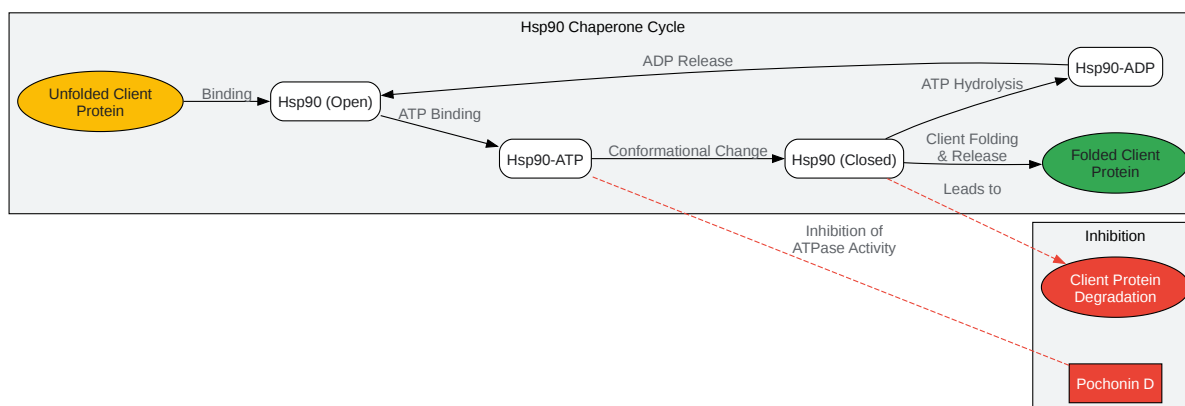 Hsp90 Chaperone Cycle
Unfolded Client
Protein
Binding
Hsp90 (Open)
ADP Release
ATP Binding
Hsp90-ATP
Conformational Change
Hsp90 (Closed)
ATP Hydrolysis
Hsp90-ADP
Client Folding
& Release
Folded Client
Protein
Leads to
Inhibition of
ATPase Activity
Inhibition
Client Protein
Degradation
Pochonin D